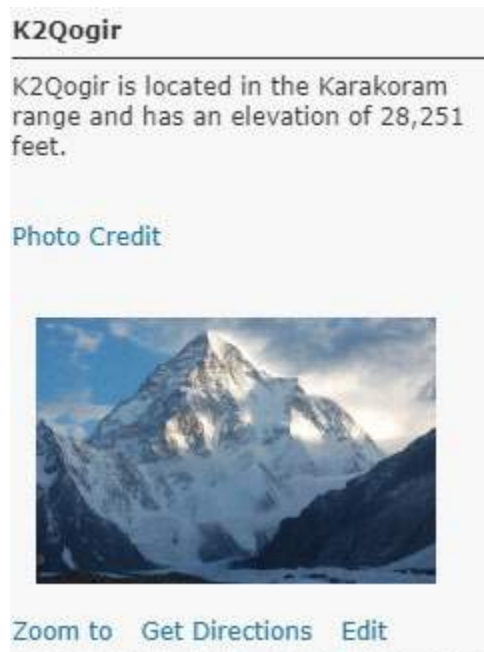 K2Qogir
K2Qogir is located in the Karakoram
range and has an elevation of 28,251
feet.
Photo Credit
Zoom to Get Directions Edit